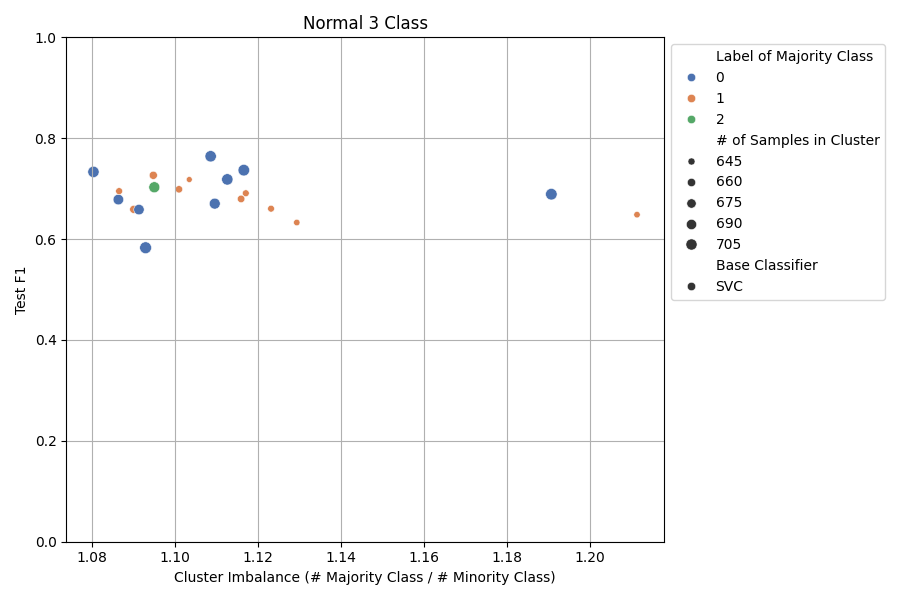 Normal 3 Class
1.0
0.8
0.6
0.4
0.2
0.0
Test F1
1.08 1.10 1.12 1.14 1.16 1.18 1.20
Cluster Imbalance (# Majority Class / # Minority Class)
Label of Majority Class
0
1
2
# of Samples in Cluster
645
660
675
690
705
Base Classifier
SVC